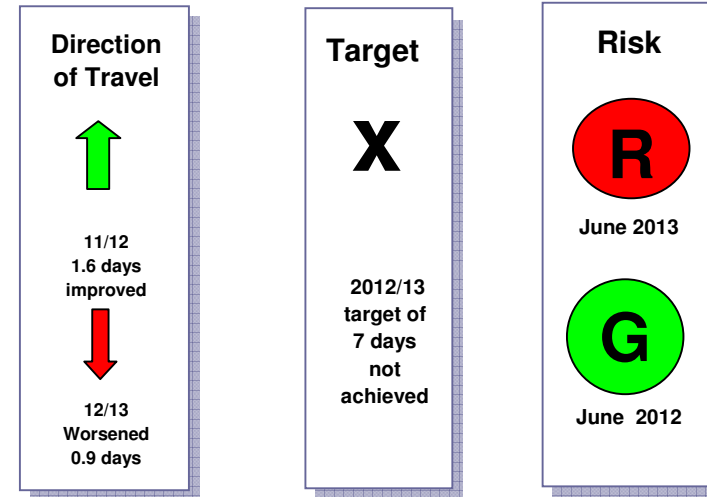 Direction
of Travel
11/12
1.6 days
improved
12/13
Worsened
0.9 days
Target
X
2012/13
target of
7 days
not
achieved
Risk
R
June 2013
G
June 2012